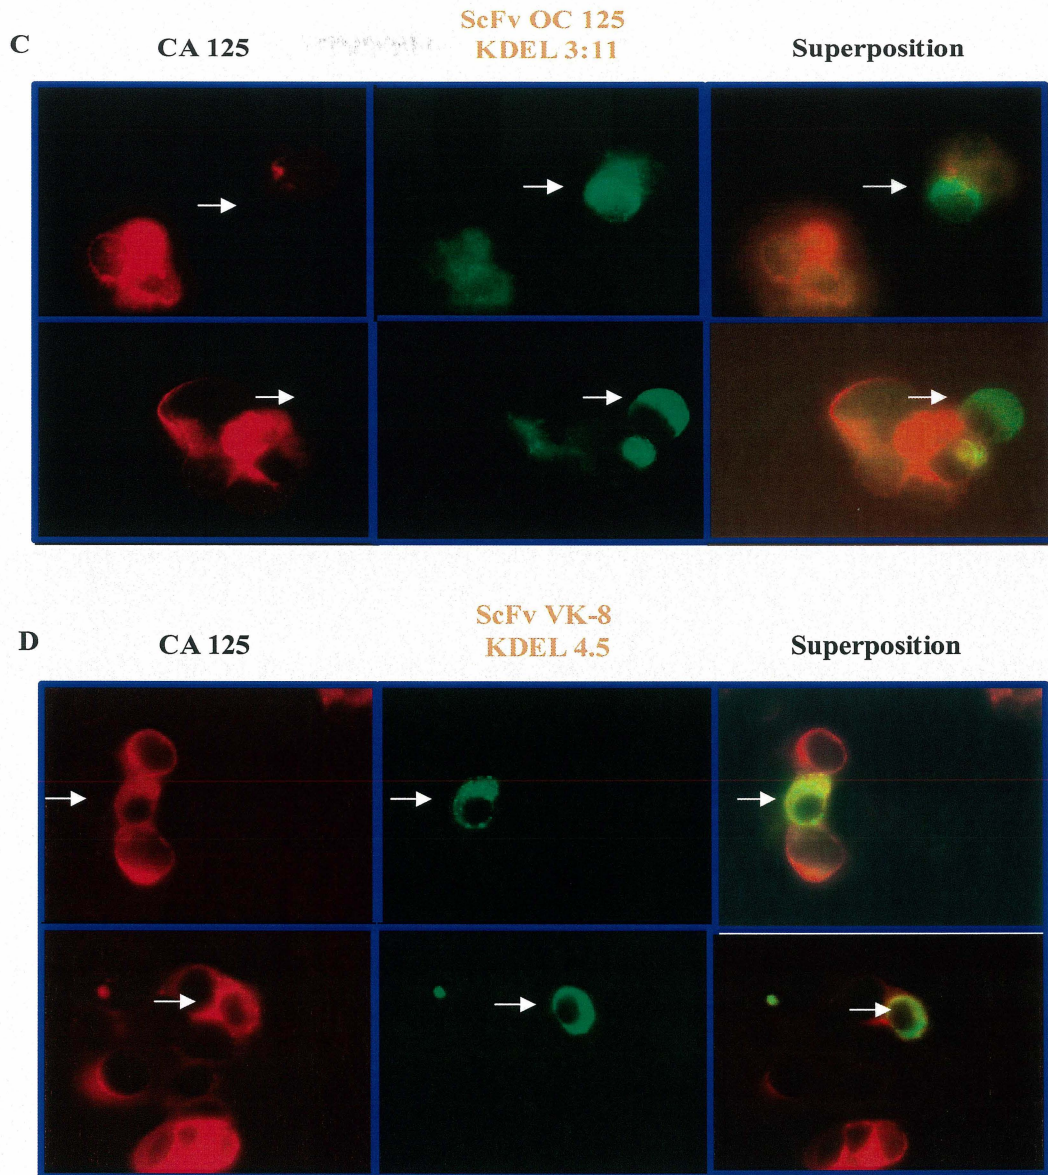 C
CA 125
ScFv OC 125
KDEL 3:11
Superposition
D
CA 125
ScFv VK-8
KDEL 4.5
Superposition